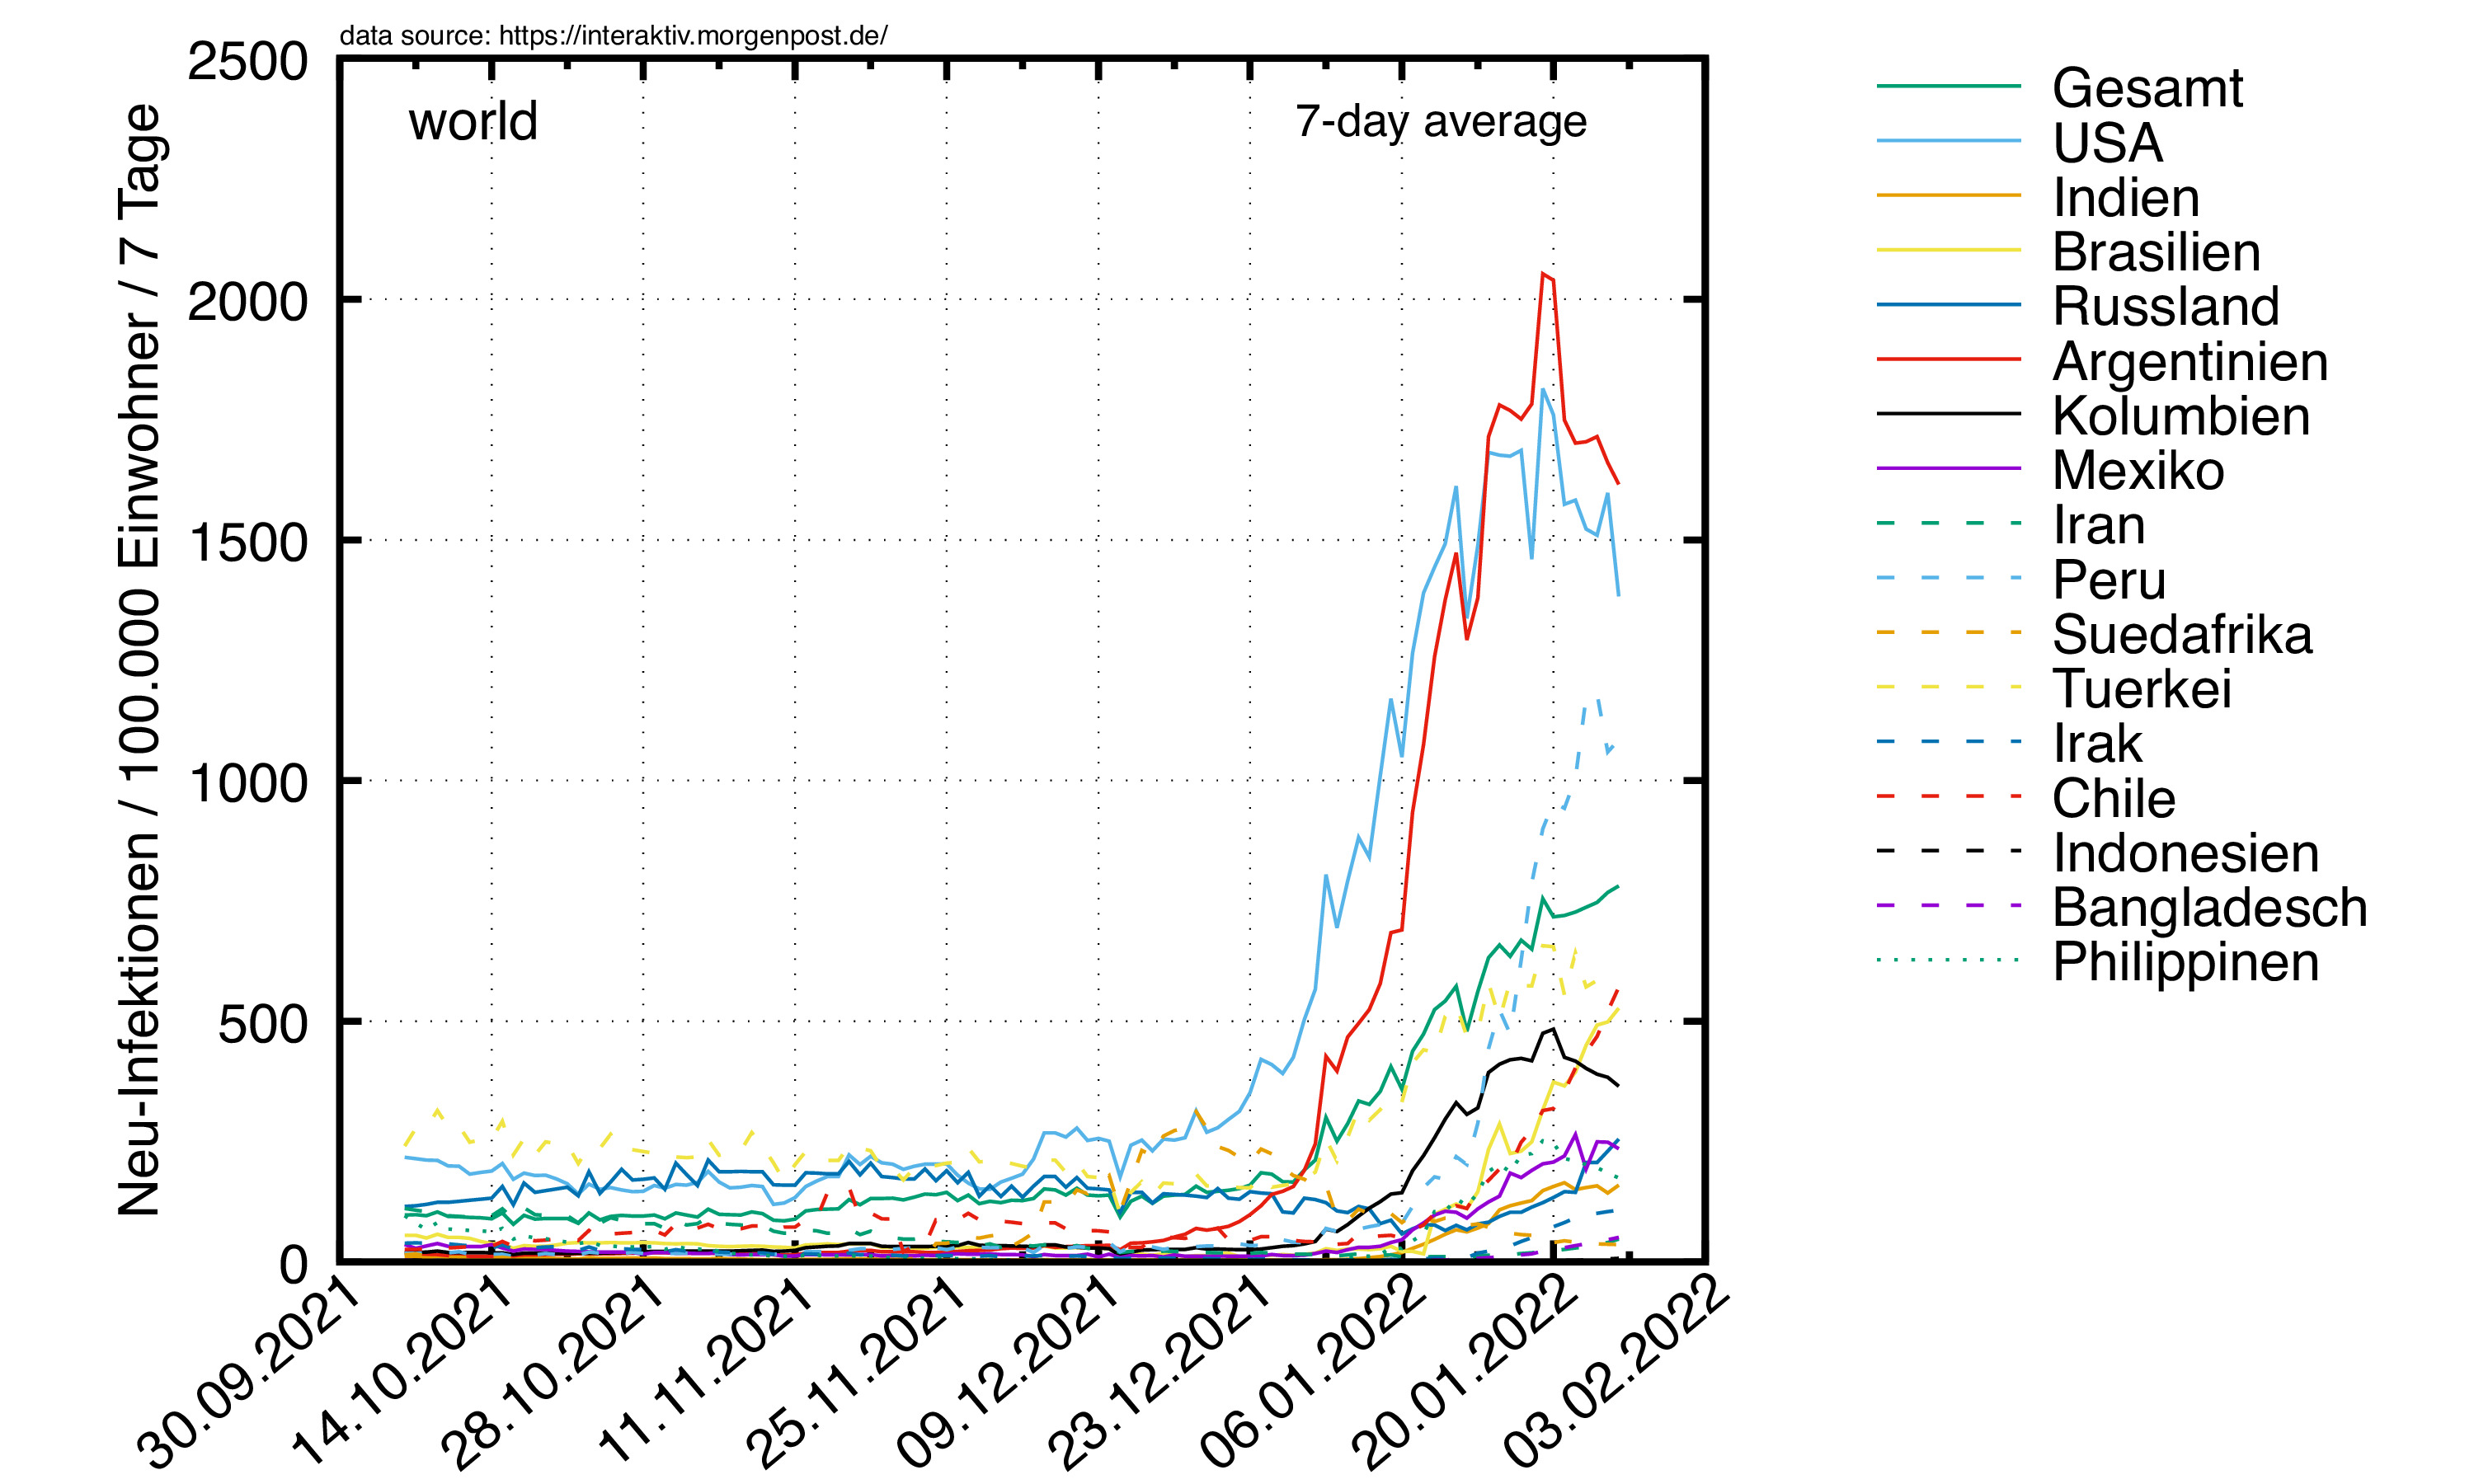 data source: https://interaktiv.morgenpost.de/
world
7-day average
Neu-Infektionen / 100.000 Einwohner / 7 Tage
2500
2000
1500
1000
500
0
30.09.2021
14.10.2021
28.10.2021
11.11.2021
25.11.2021
09.12.2021
23.12.2021
06.01.2022
20.01.2022
03.02.2022
Gesamt
USA
Indien
Brasilien
Russland
Argentinien
Kolumbien
Mexiko
Iran
Peru
Suedafrika
Tuerkei
Irak
Chile
Indonesien
Bangladesch
Philippinen